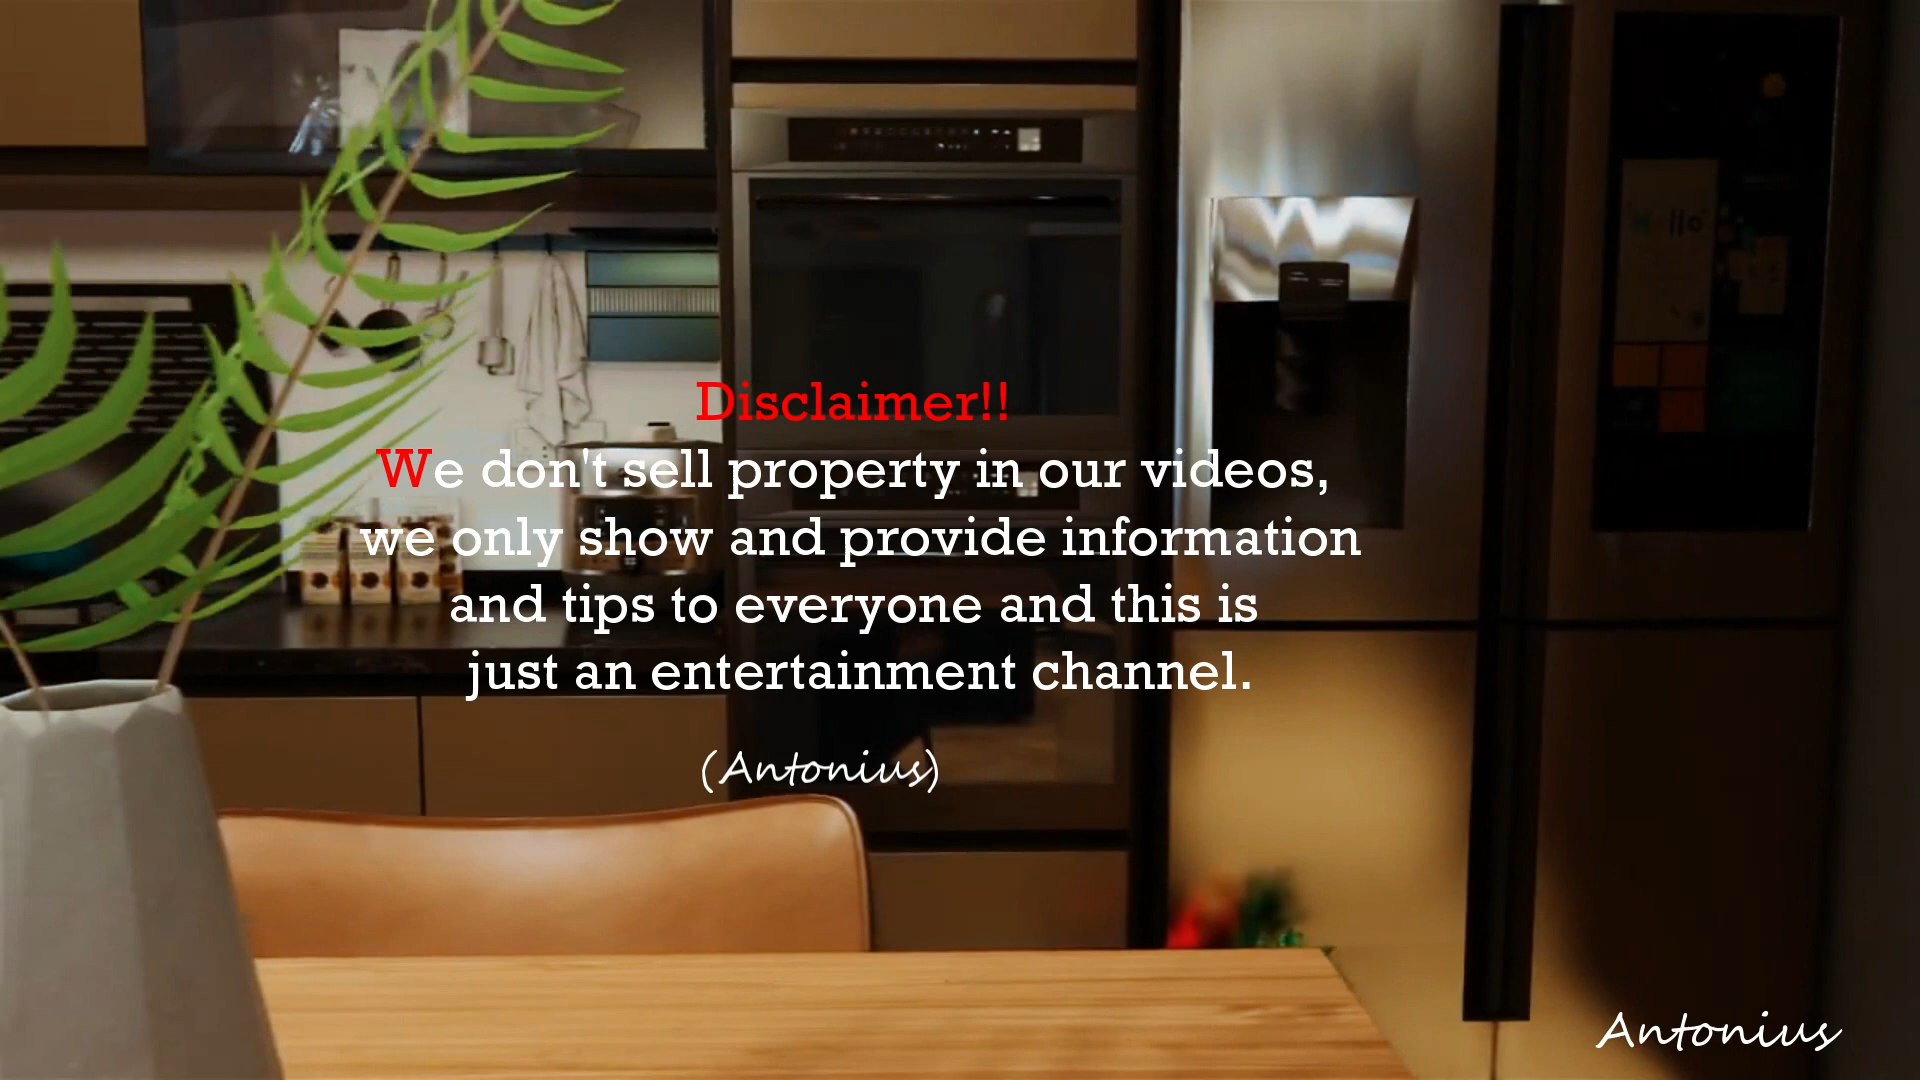 Hello
Disclaimer!!
We don't sell property in our videos,
we only show and provide information
and tips to everyone and this is
just an entertainment channel.
(Antonius)
Antonius